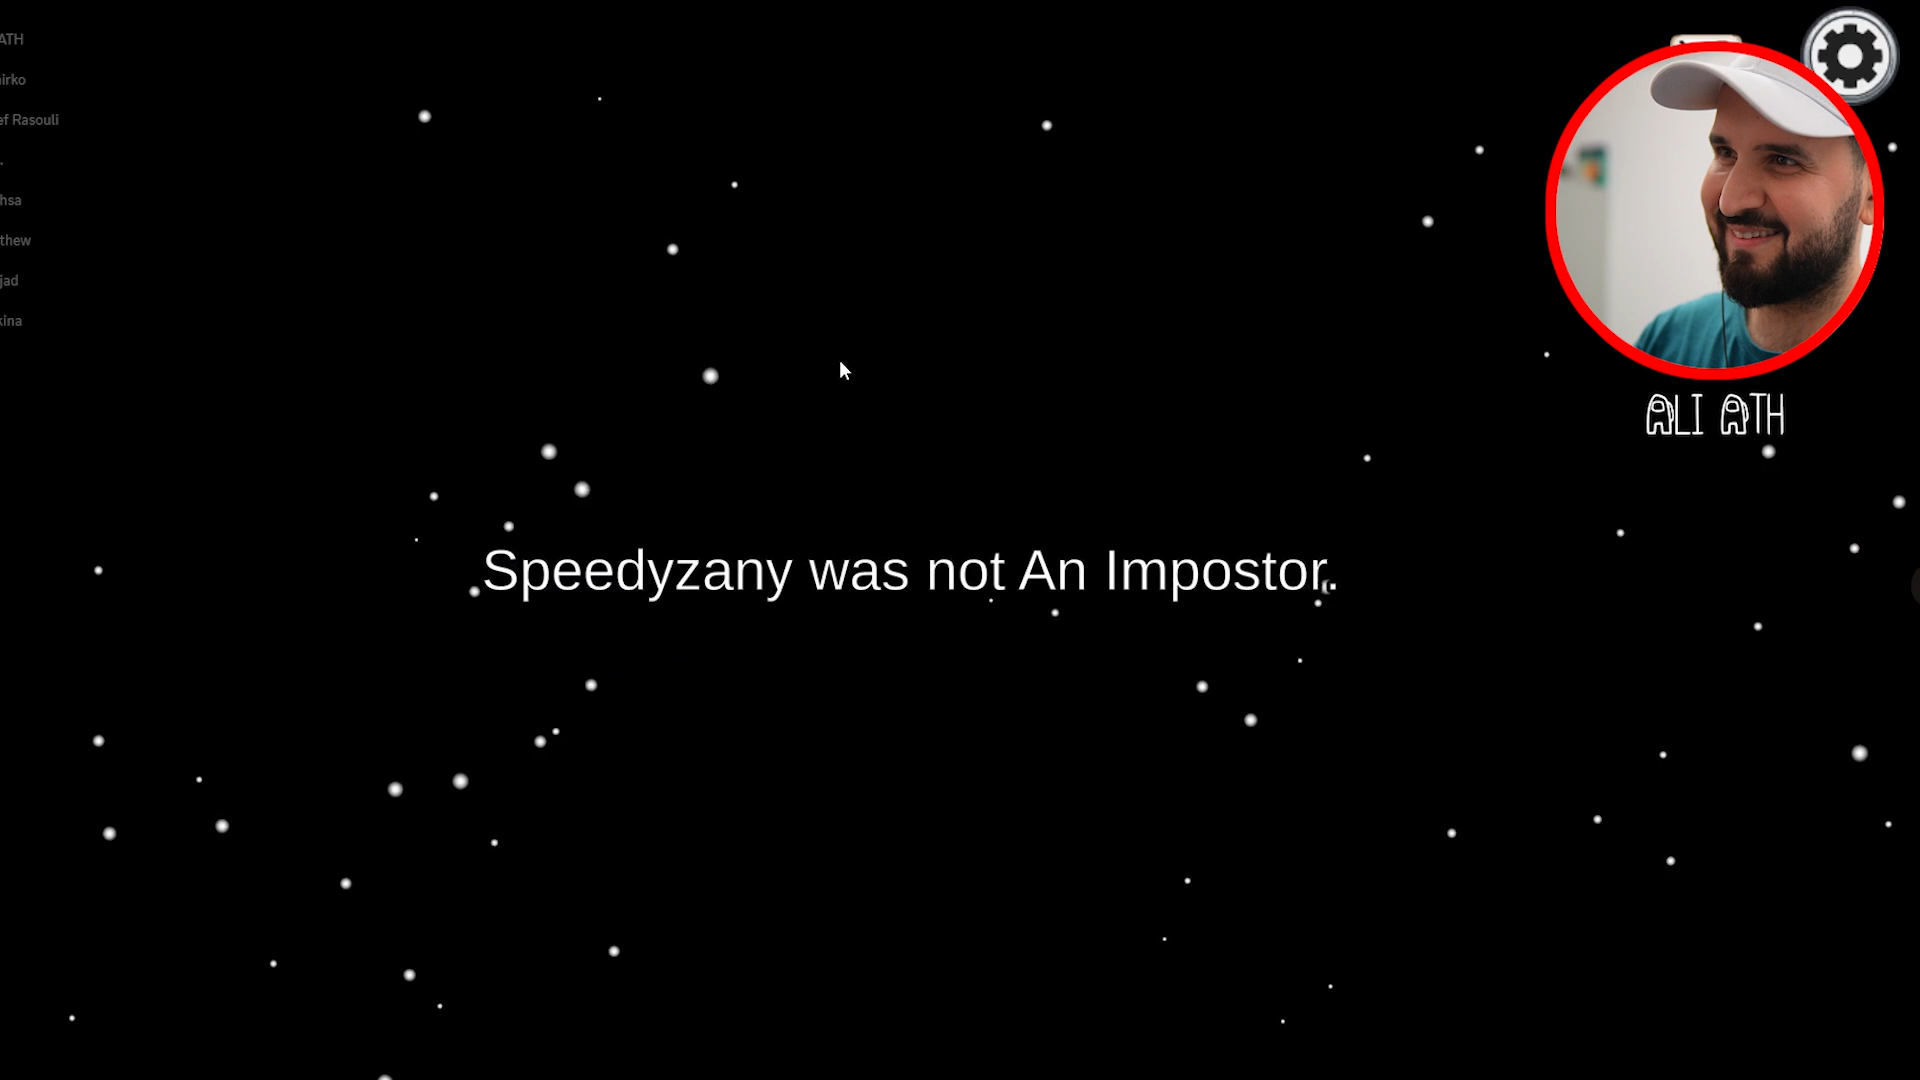 ATH
irko
ef Rasouli
hsa
thew
jad
kina
ALI ATH
Speedyzany was not An Impostor.